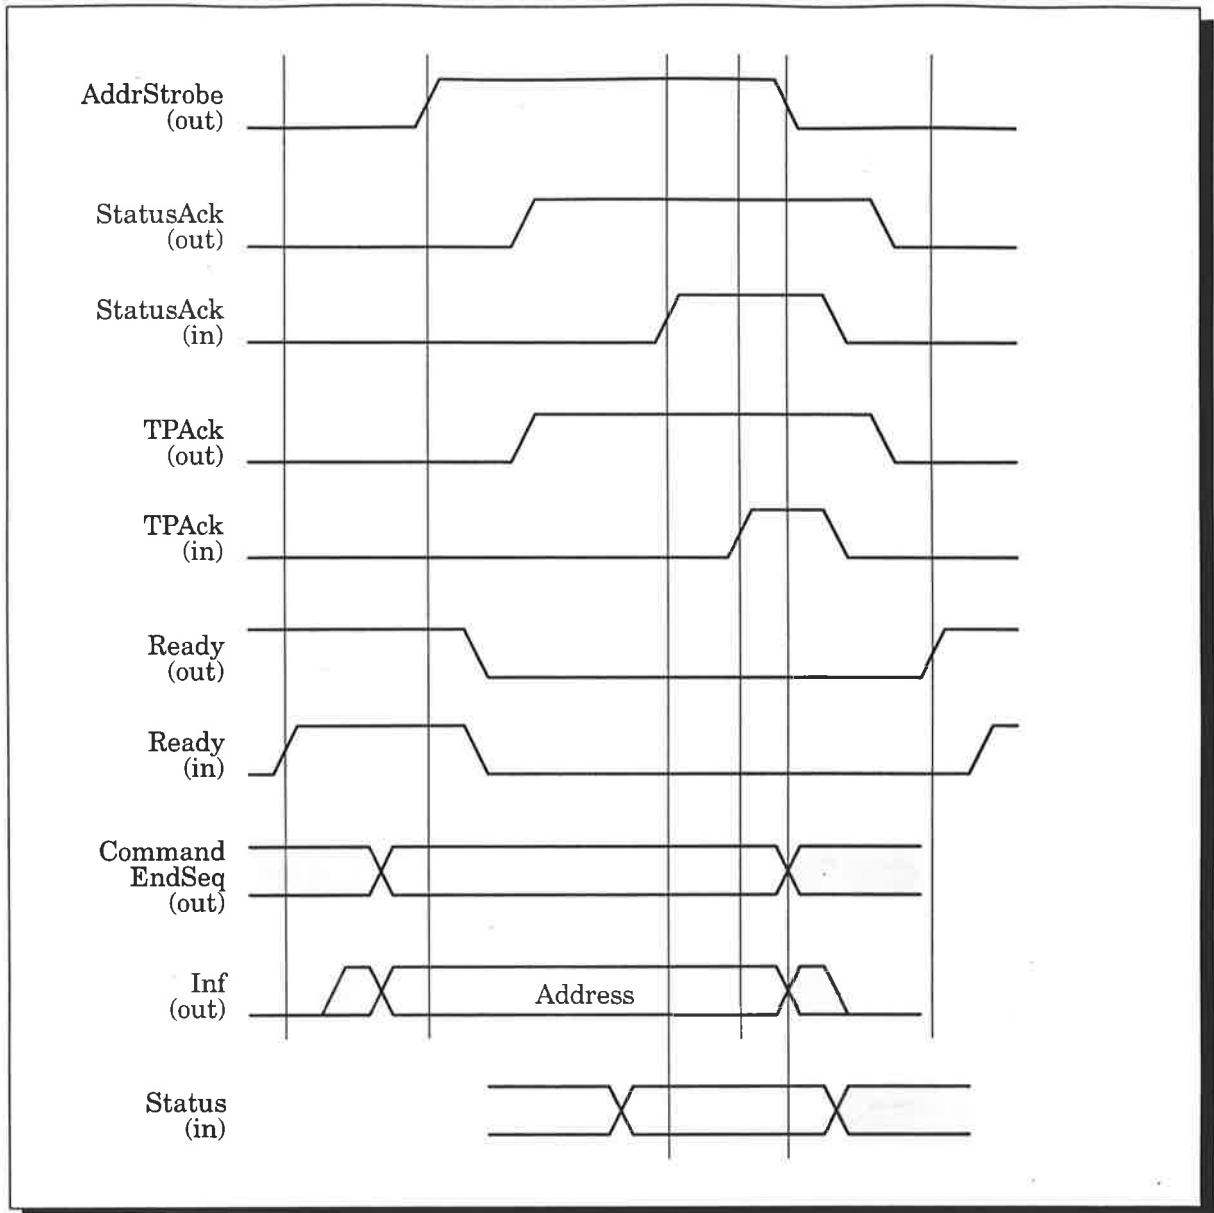 AddrStrobe
(out)
StatusAck
(out)
StatusAck
(in)
TPAck
(out)
TPAck
(in)
Ready
(out)
Ready
(in)
Command
EndSeq
(out)
Inf
(out)
Address
Status
(in)